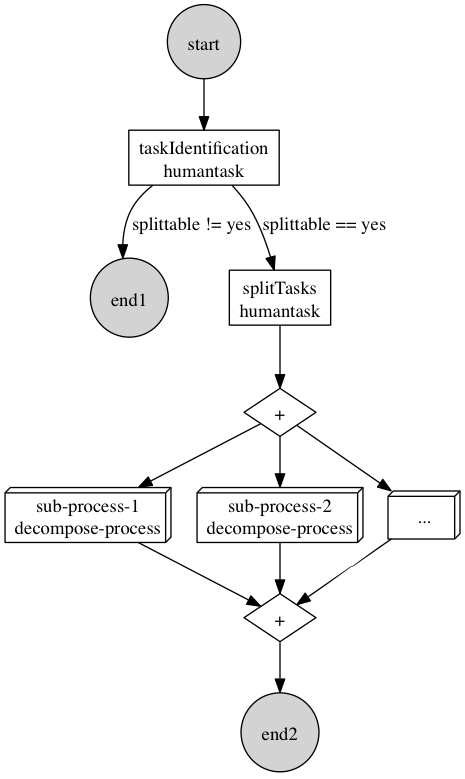 start
taskIdentification
humantask
splittable != yes
splittable == yes
end1
splitTasks
humantask
+
sub-process-1
decompose-process
sub-process-2
decompose-process
...
+
end2